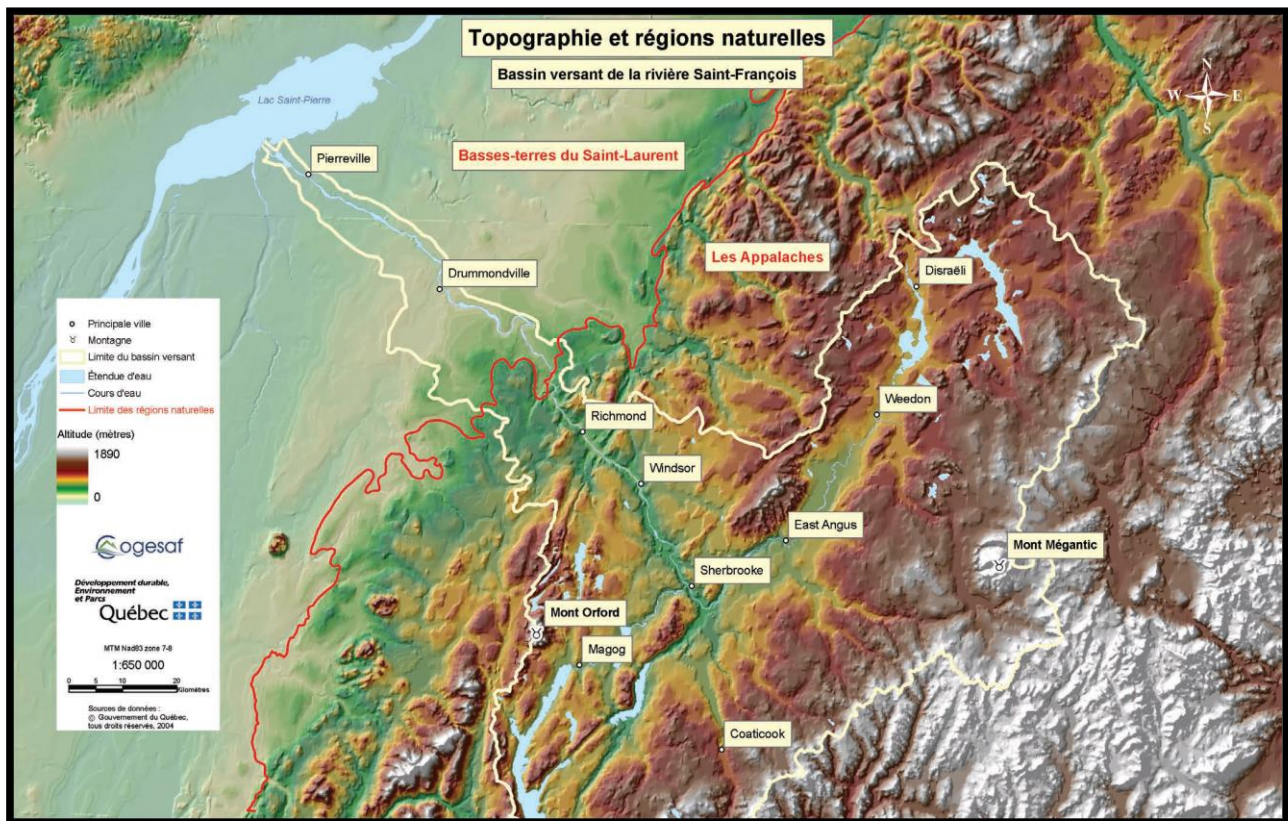 Topographie et régions naturelles
Bassin versant de la rivière Saint-François
N
W E
S
Lac Saint-Pierre
Pierreville
Basses-terres du Saint-Laurent
Les Appalaches
Drummondville
Disraëli
Principale ville
Montagne
Limite du bassin versant
Étendue d'eau
Cours d'eau
Limite des régions naturelles
Altitude (mètres)
1890
0
Weedon
Richmond
Windsor
East Angus
Mont Mégantic
Sherbrooke
Mont Orford
Magog
Coaticook
Cogesaf
Développement durable,
Environnement
et Parcs
Québec
MTM Nad83 zone 7-8
1:650 000
0 5 10 20
Kilomètres
Sources de données :
© Gouvernement du Québec,
tous droits réservés, 2004